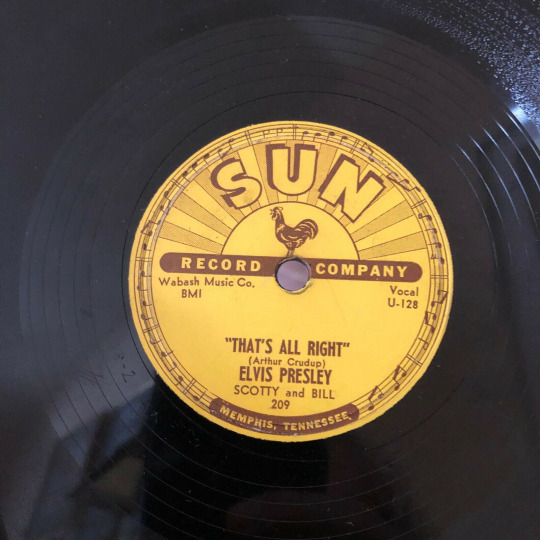 SUN
RECORD COMPANY
Wabash Music Co.
BMI
Vocal
U-128
"THAT'S ALL RIGHT"
(Arthur Crudup)
ELVIS PRESLEY
SCOTTY and BILL
209
MEMPHIS, TENNESSEE